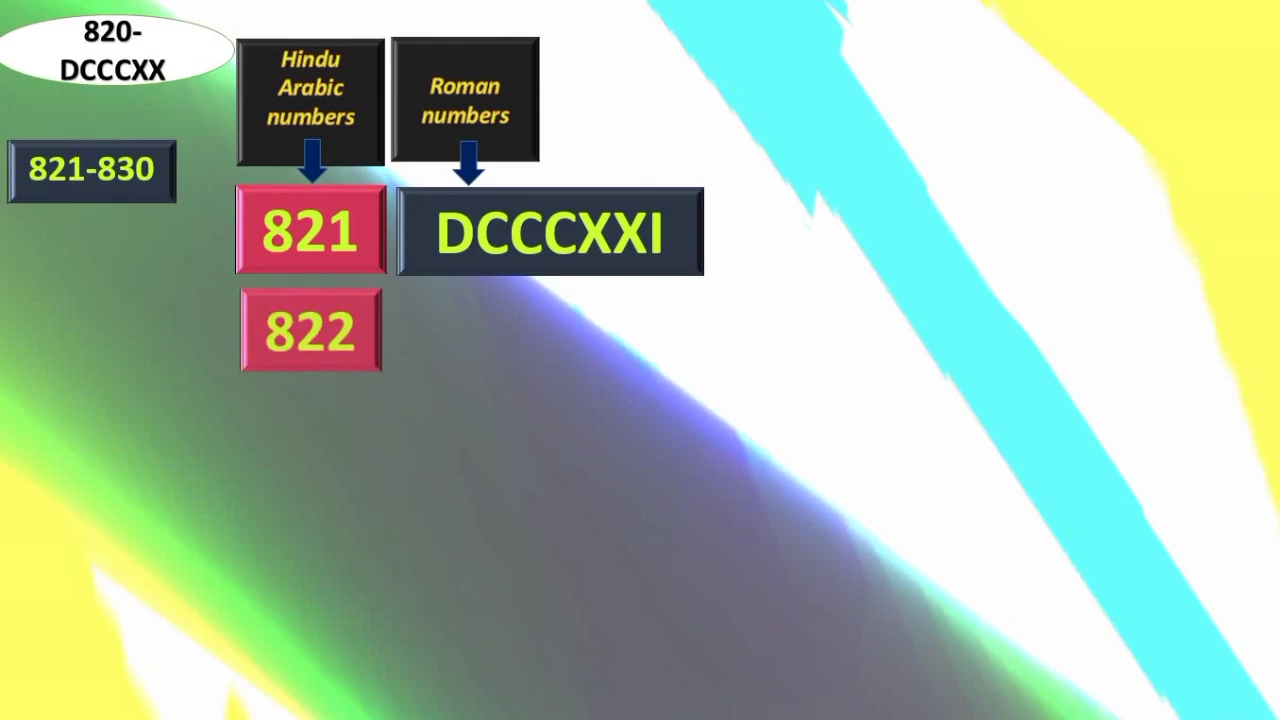 820-
DCCCXX
Hindu
Arabic
numbers
Roman
numbers
821-830
821
DCCCXXI
822